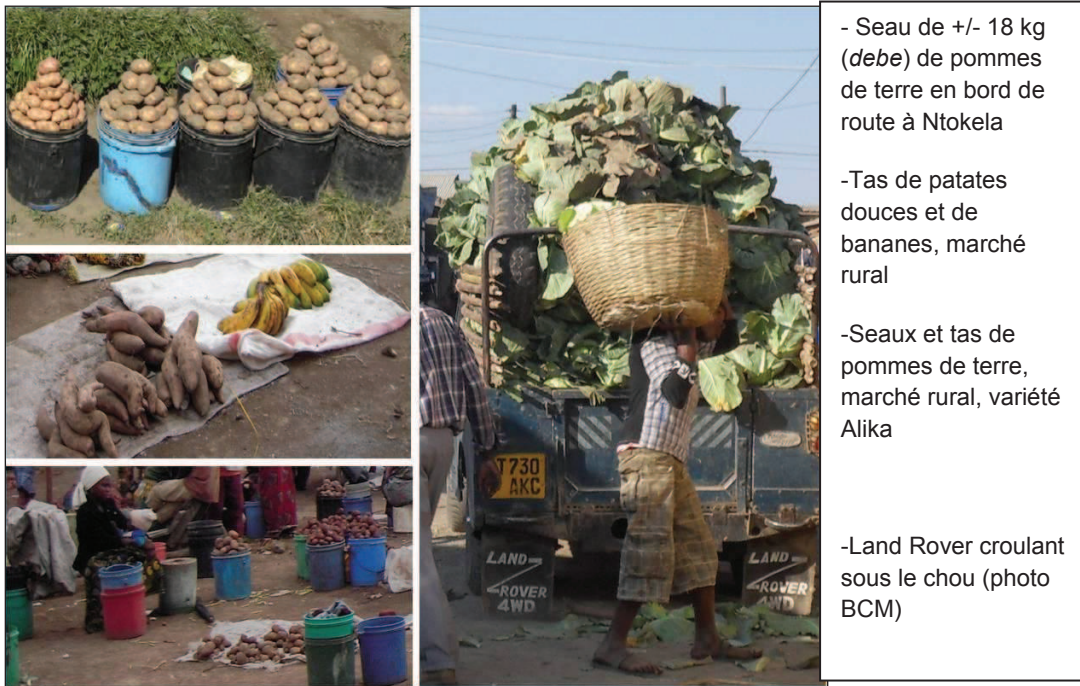 - Seau de +/- 18 kg
(debe) de pommes
de terre en bord de
route à Ntokela
-Tas de patates
douces et de
bananes, marché
rural
-Seaux et tas de
pommes de terre,
marché rural, variété
Alika
-Land Rover croulant
sous le chou (photo
BCM)
T730
AKC
LAND
ROVER
4WD
LAND
ROVER
4WD